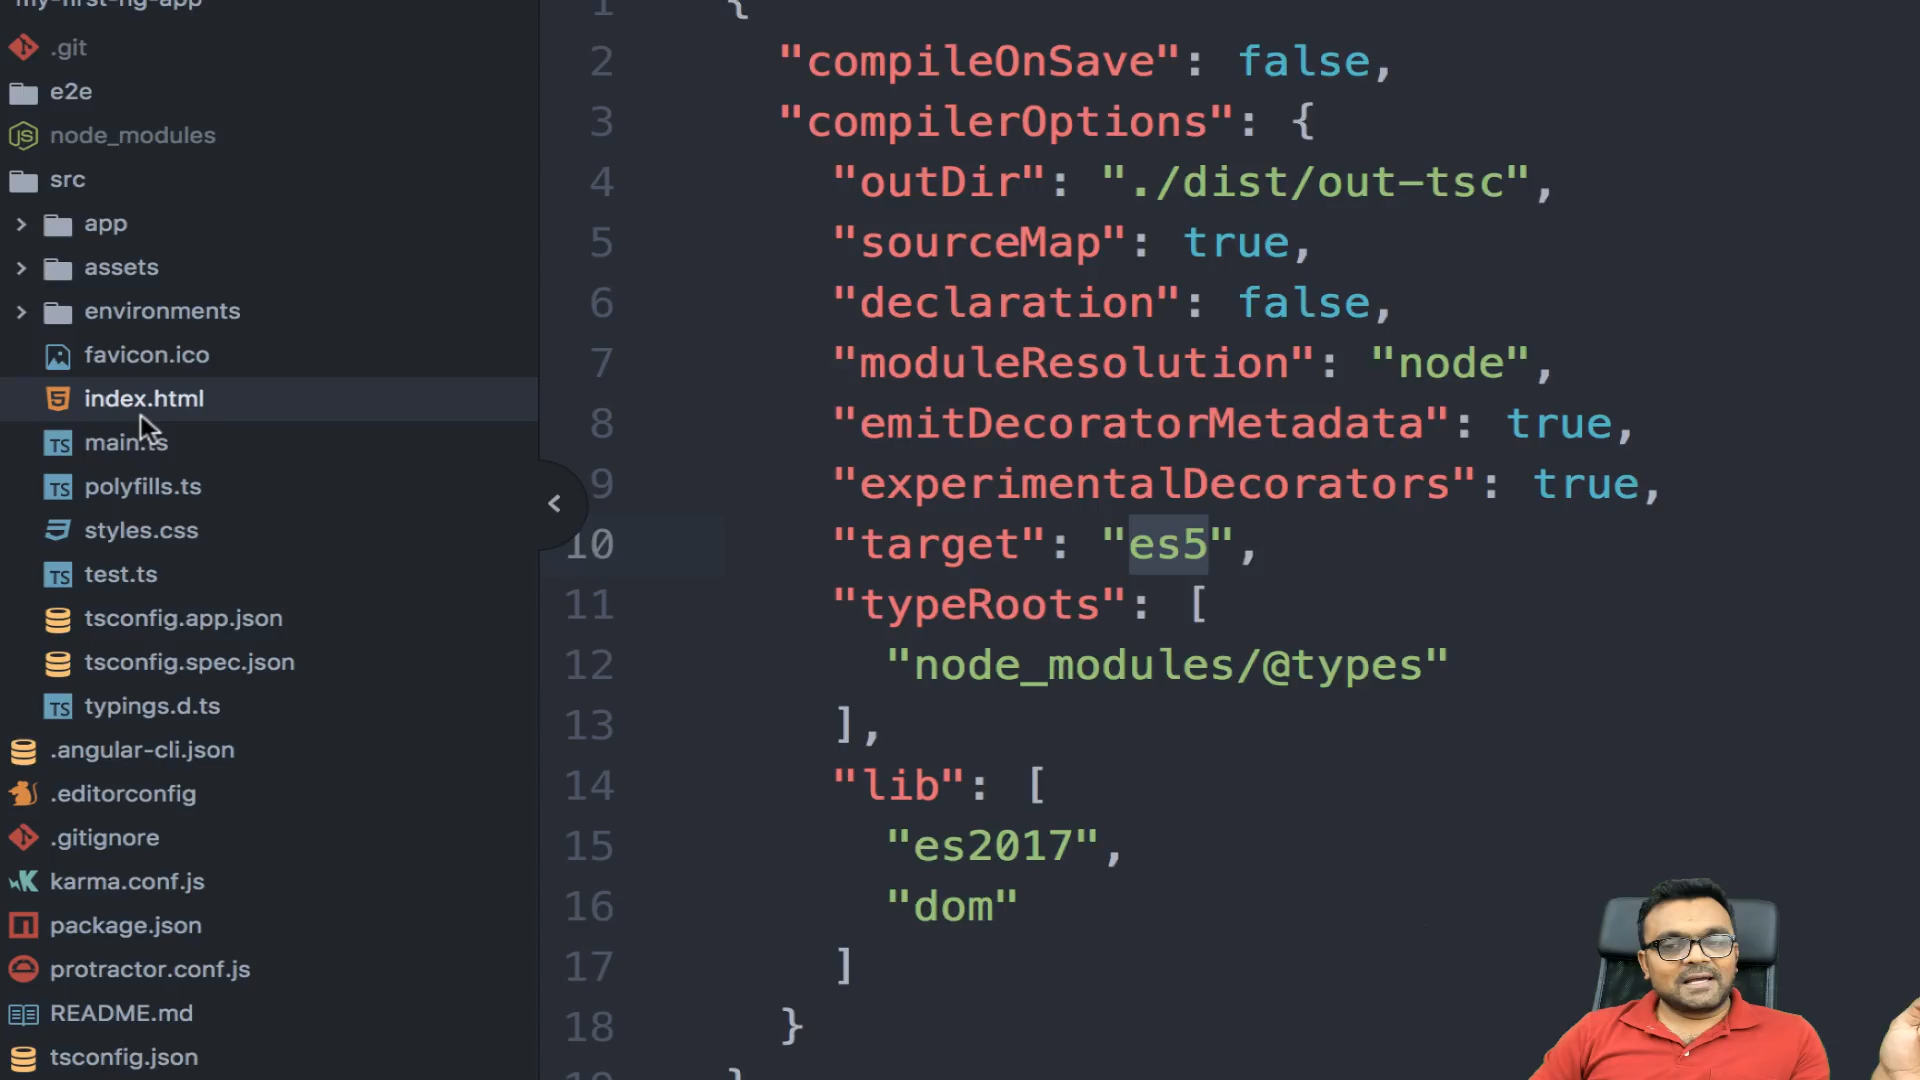 my-first-ng-app
.git
e2e
node_modules
src
app
assets
environments
favicon.ico
index.html
main.ts
polyfills.ts
styles.css
test.ts
tsconfig.app.json
tsconfig.spec.json
typings.d.ts
.angular-cli.json
.editorconfig
.gitignore
karma.conf.js
package.json
protractor.conf.js
README.md
tsconfig.json
1 {
2 "compileOnSave": false,
3 "compilerOptions": {
4 "outDir": "./dist/out-tsc",
5 "sourceMap": true,
6 "declaration": false,
7 "moduleResolution": "node",
8 "emitDecoratorMetadata": true,
9 "experimentalDecorators": true,
10 "target": "es5",
11 "typeRoots": [
12 "node_modules/@types"
13 ],
14 "lib": [
15 "es2017",
16 "dom"
17 ]
18 }
19 }